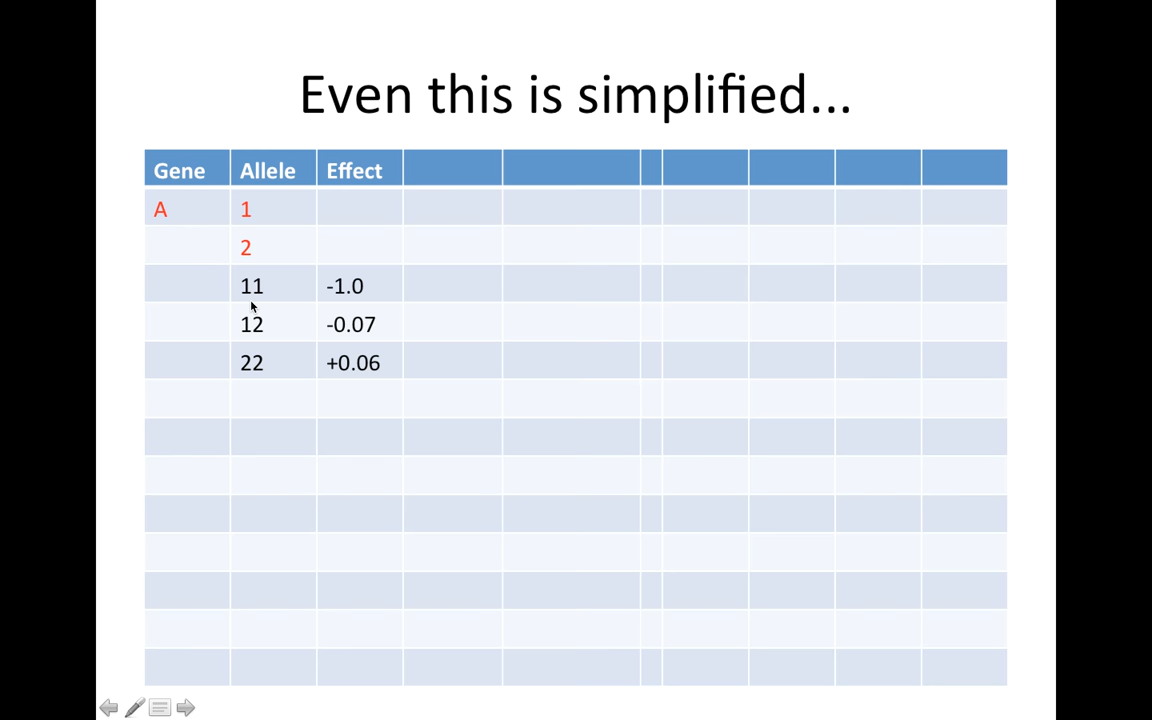 Even this is simplified...
Gene Allele Effect
A 1
2
11 -1.0
12 -0.07
22 +0.06